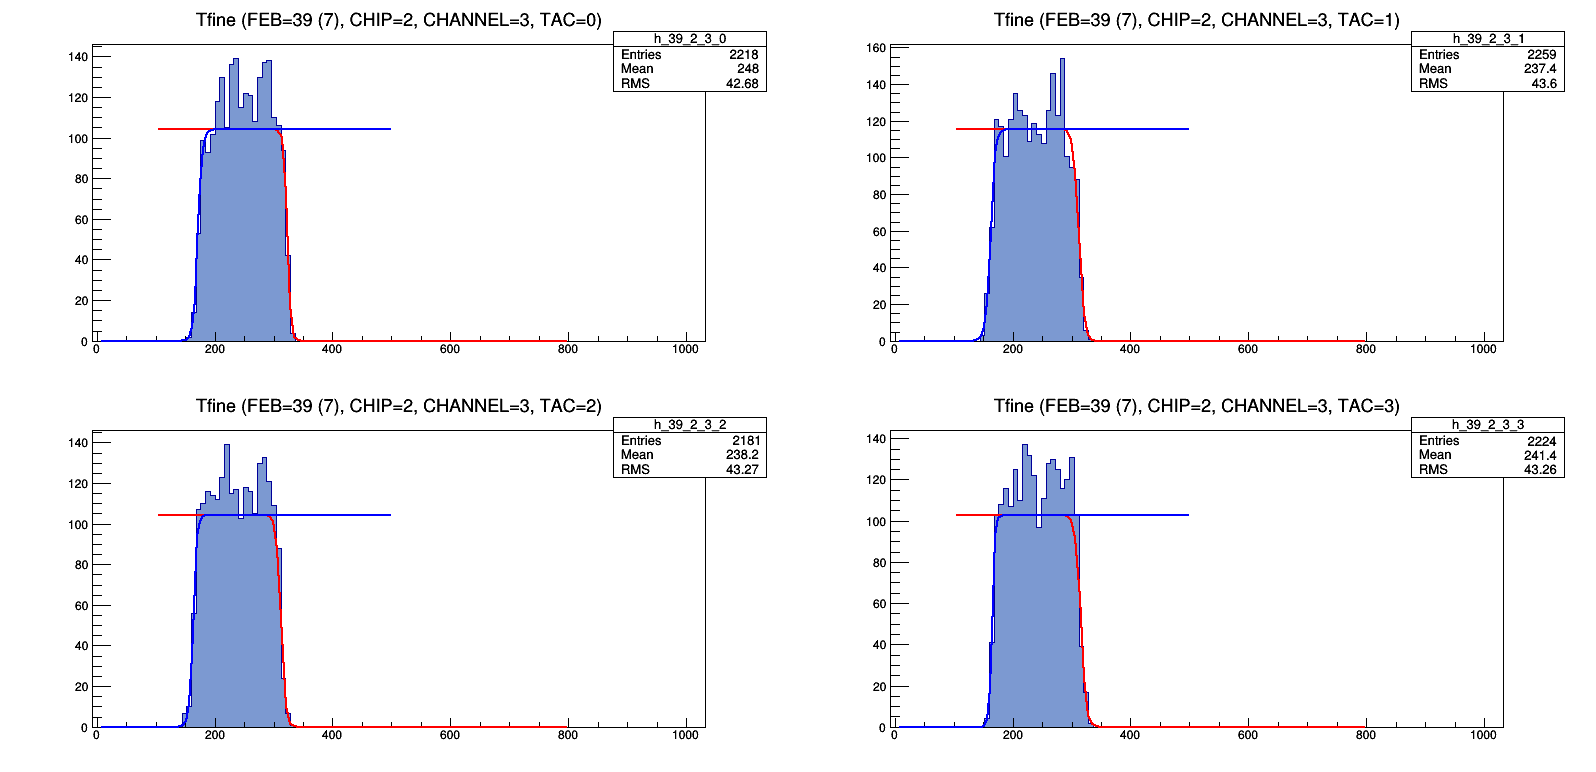 Tfine (FEB=39 (7), CHIP=2, CHANNEL=3, TAC=0)
h_39_2_3_0
Entries 2218
Mean 248
RMS 42.68
140
120
100
80
60
40
20
0
0 200 400 600 800 1000
Tfine (FEB=39 (7), CHIP=2, CHANNEL=3, TAC=1)
h_39_2_3_1
Entries 2259
Mean 237.4
RMS 43.6
160
140
120
100
80
60
40
20
0
0 200 400 600 800 1000
Tfine (FEB=39 (7), CHIP=2, CHANNEL=3, TAC=2)
h_39_2_3_2
Entries 2181
Mean 238.2
RMS 43.27
140
120
100
80
60
40
20
0
0 200 400 600 800 1000
Tfine (FEB=39 (7), CHIP=2, CHANNEL=3, TAC=3)
h_39_2_3_3
Entries 2224
Mean 241.4
RMS 43.26
140
120
100
80
60
40
20
0
0 200 400 600 800 1000